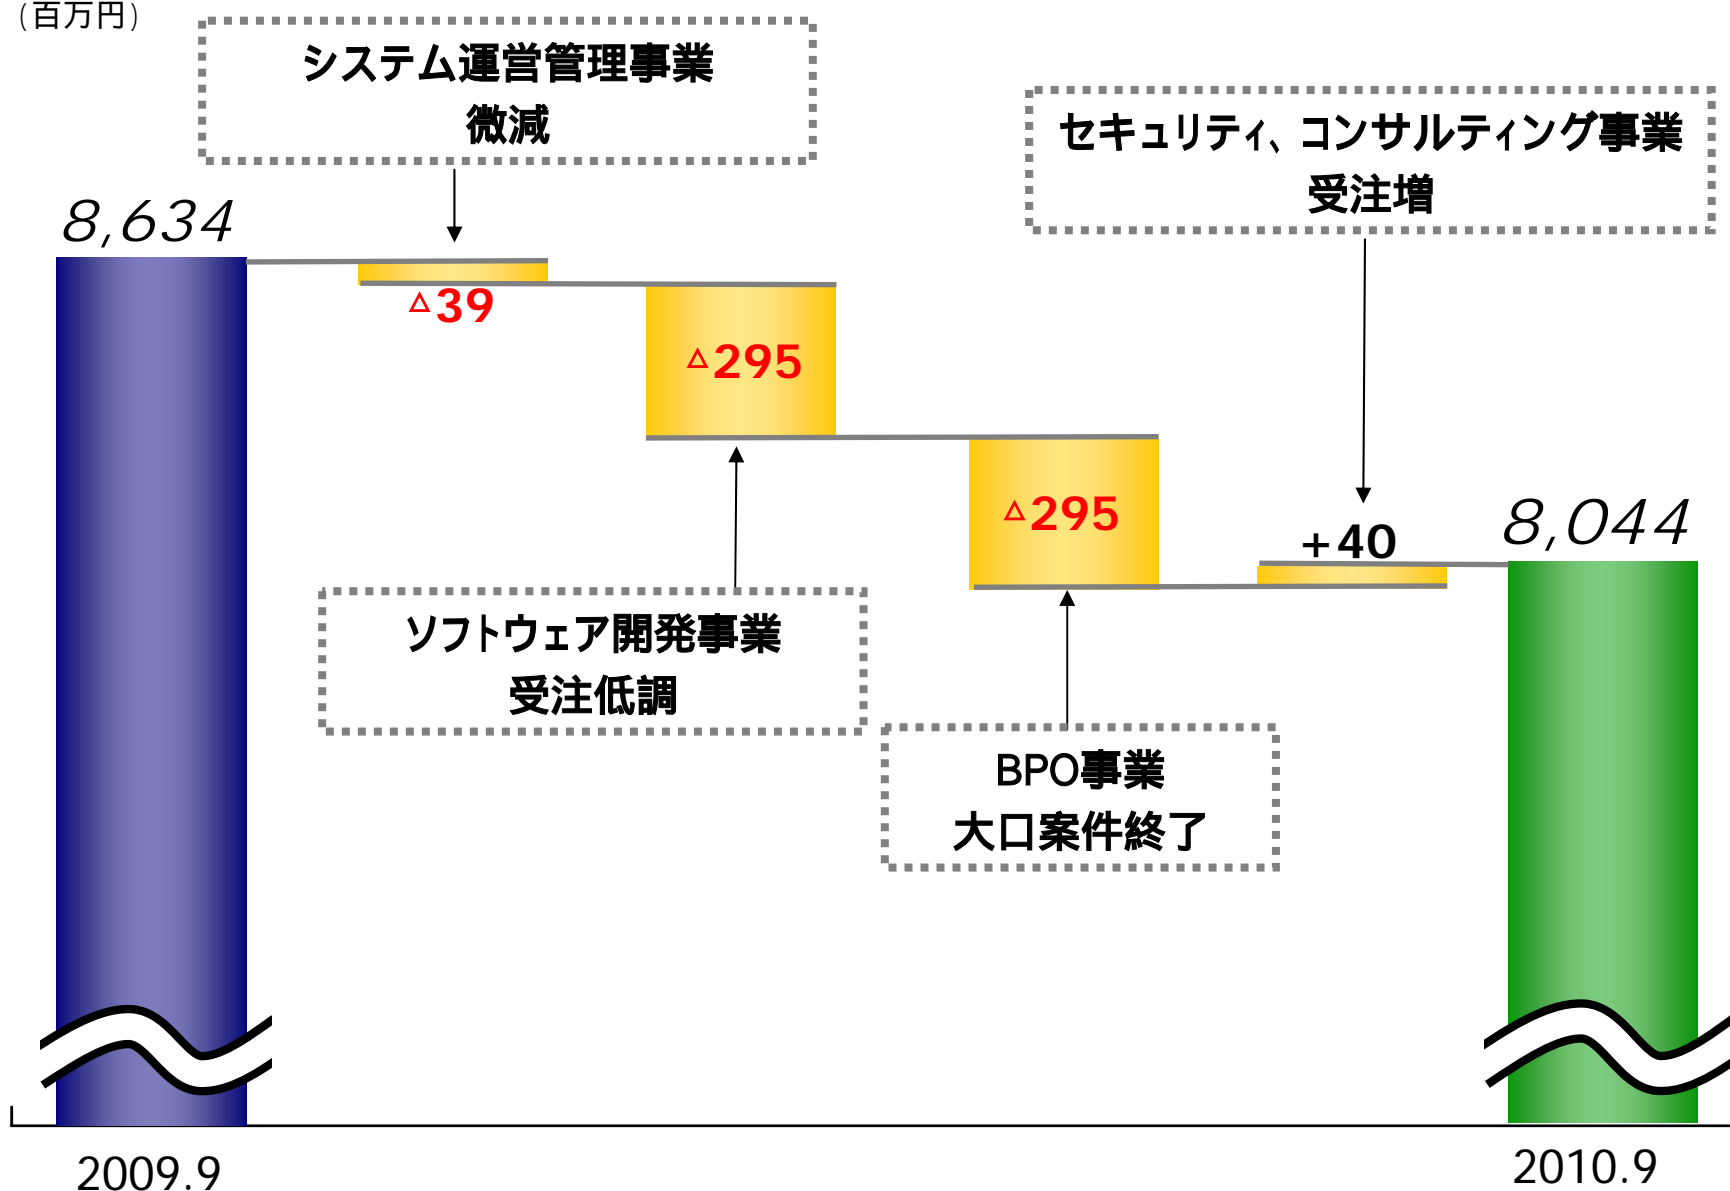 (百万円)
システム運営管理事業
微減
セキュリティ、コンサルティング事業
受注増
8,634
△39
△295
△295
+40
8,044
ソフトウェア開発事業
受注低調
BPO事業
大口案件終了
2009.9
2010.9